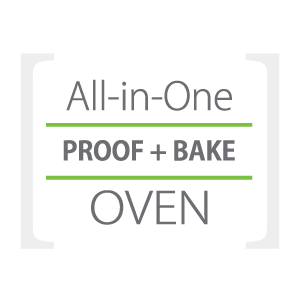 All-in-One
PROOF + BAKE
OVEN